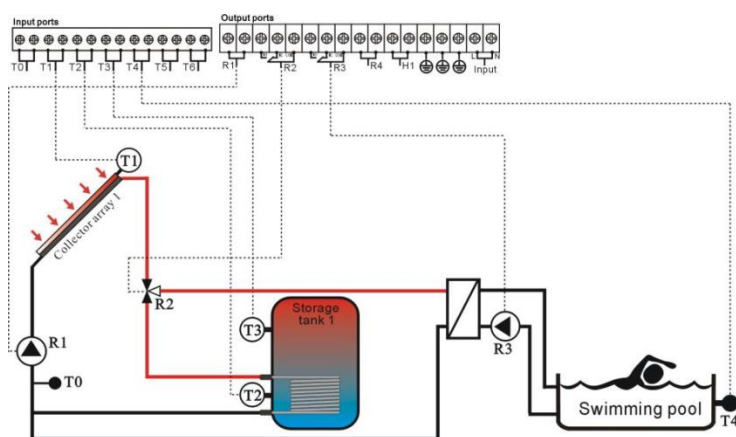 Input ports
Output ports
T0 T1 T2 T3 T4 T5 T6
R1 R2 R3 R4 H1 L N
Input
T1
Collector array 1
R2
Storage
tank 1
T3
R1
R3
T0
T2
Swimming pool
T4